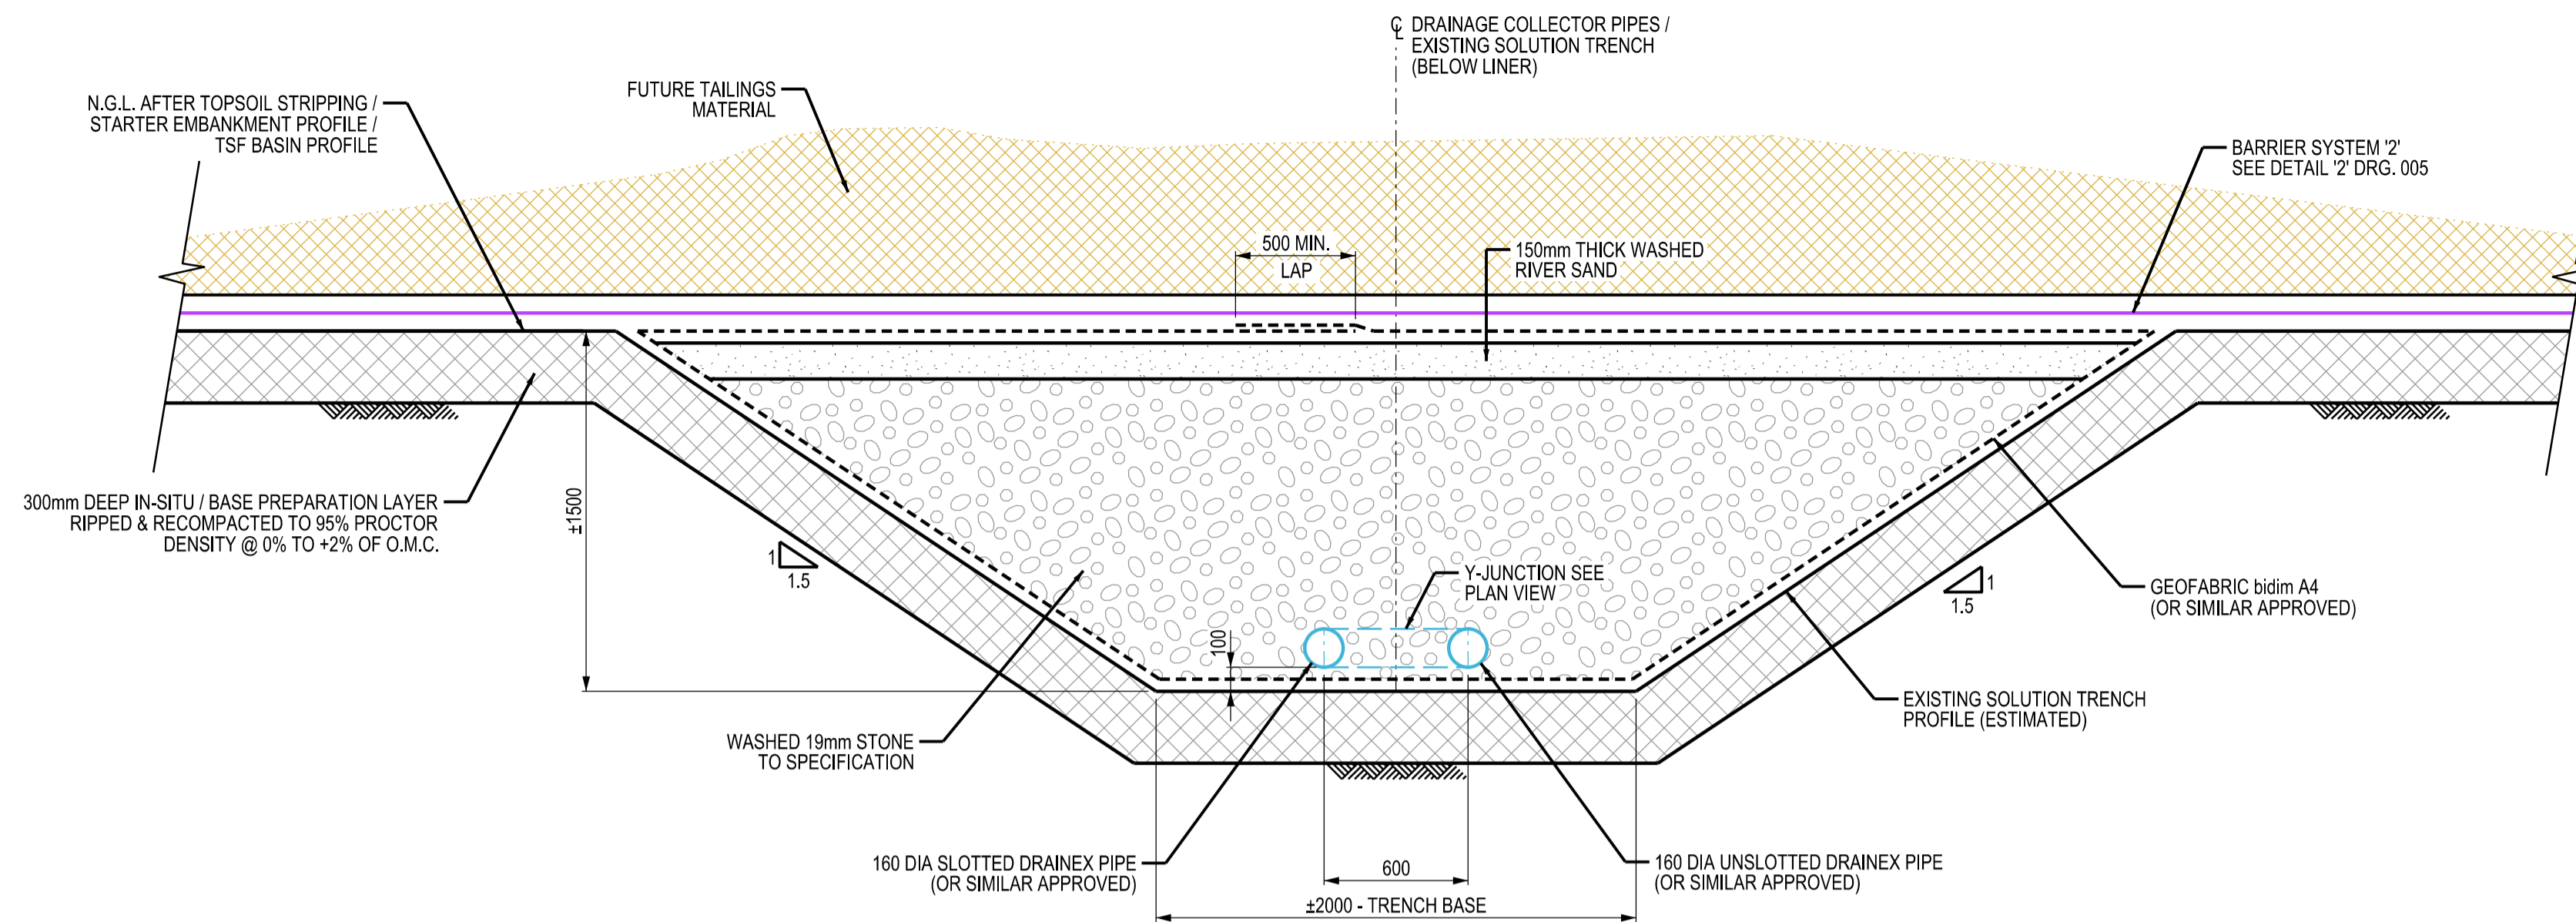 ℄ DRAINAGE COLLECTOR PIPES /
EXISTING SOLUTION TRENCH
(BELOW LINER)
N.G.L. AFTER TOPSOIL STRIPPING /
STARTER EMBANKMENT PROFILE /
TSF BASIN PROFILE
FUTURE TAILINGS
MATERIAL
BARRIER SYSTEM '2'
SEE DETAIL '2' DRG. 005
500 MIN.
LAP
150mm THICK WASHED
RIVER SAND
300mm DEEP IN-SITU / BASE PREPARATION LAYER
RIPPED & RECOMPACTED TO 95% PROCTOR
DENSITY @ 0% TO +2% OF O.M.C.
±1500
1
1.5
Y-JUNCTION SEE
PLAN VIEW
1
1.5
GEOFABRIC bidim A4
(OR SIMILAR APPROVED)
100
EXISTING SOLUTION TRENCH
PROFILE (ESTIMATED)
WASHED 19mm STONE
TO SPECIFICATION
160 DIA SLOTTED DRAINEX PIPE
(OR SIMILAR APPROVED)
600
160 DIA UNSLOTTED DRAINEX PIPE
(OR SIMILAR APPROVED)
±2000 - TRENCH BASE